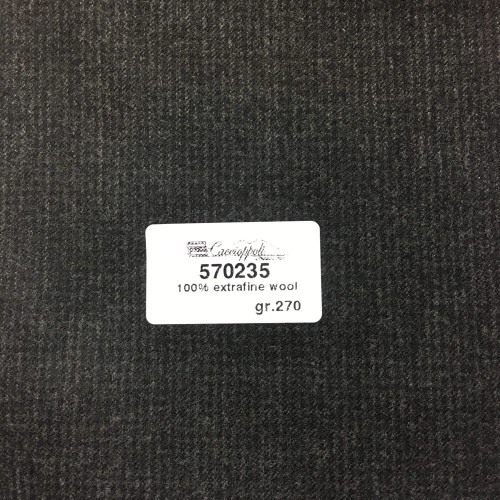 Caccioppoli
570235
100% extrafine wool
gr.270